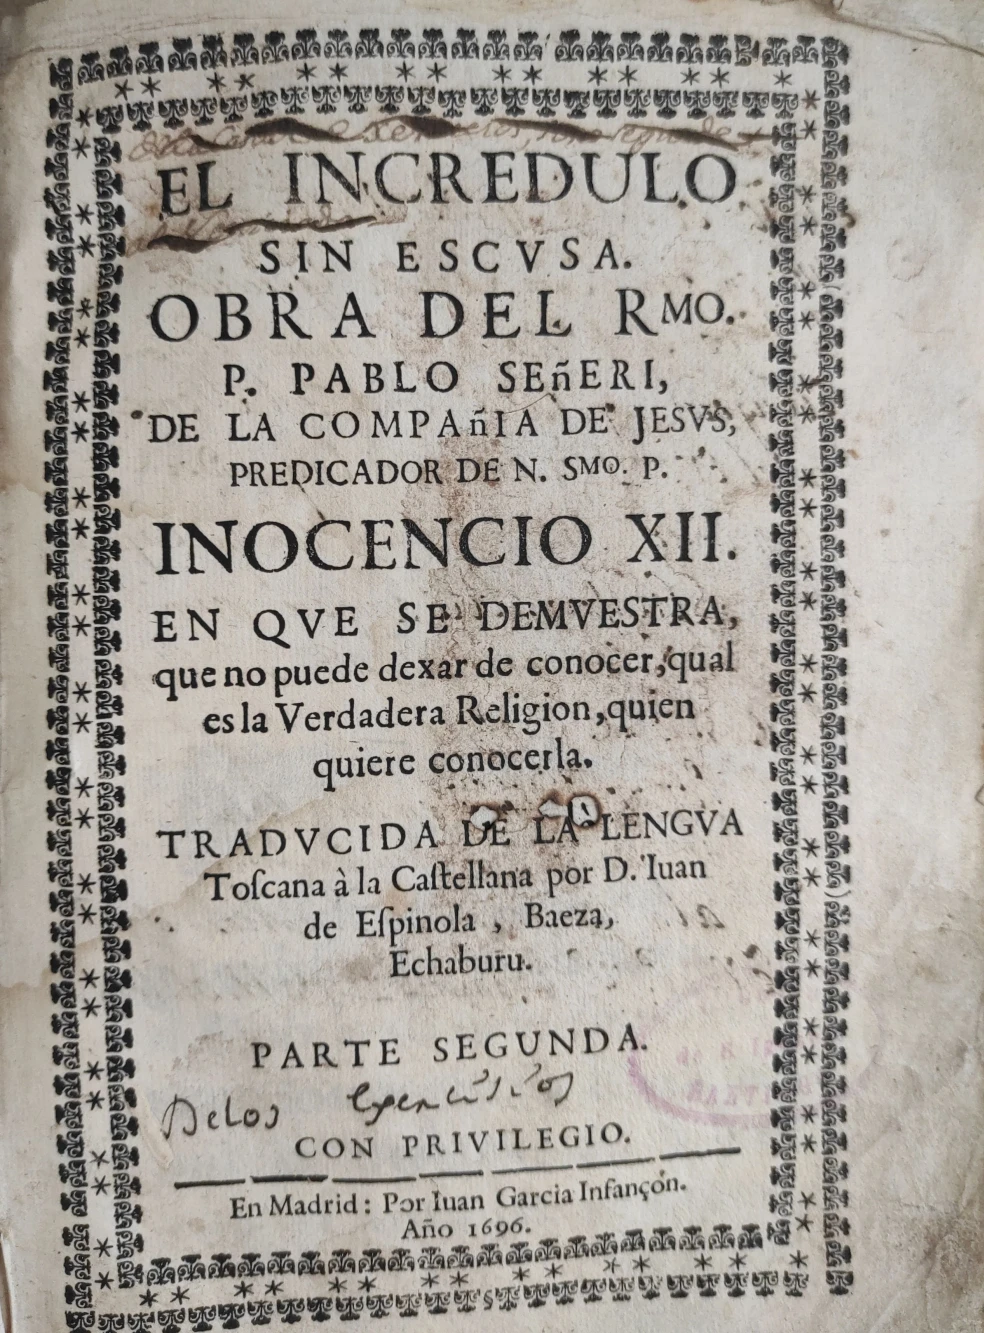 EL INCREDULO
SIN ESCVSA.
OBRA DEL RMO.
P. PABLO SEñERI,
DE LA COMPAñIA DE JESVS,
PREDICADOR DE N. SMO. P.
INOCENCIO XII.
EN QVE SE DEMVESTRA,
que no puede dexar de conocer, qual
es la Verdadera Religion, quien
quiere conocerla.
TRADVCIDA DE LA LENGVA
Toſcana à la Caſtellana por D. Iuan
de Eſpinola, Baeza,
Echaburu.
PARTE SEGUNDA.
De los
CON PRIVILEGIO.
En Madrid: Por Iuan Garcia Infançón.
Año 1696.